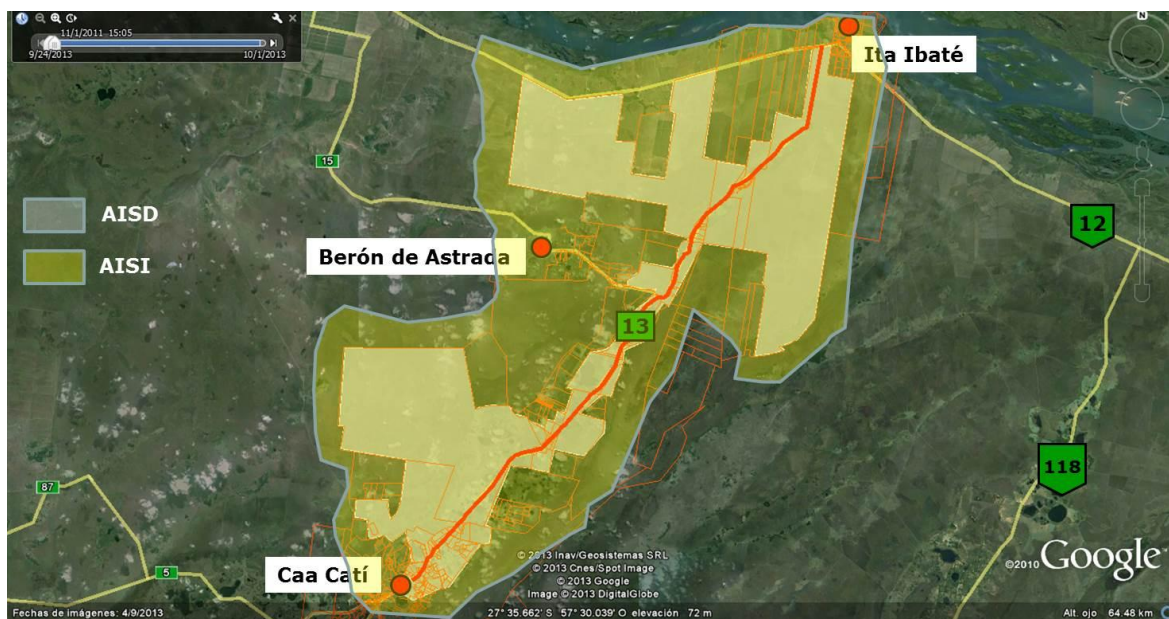 11/1/2011 15:05
9/24/2013
10/1/2013
N
Ita Ibaté
15
AISD
12
Berón de Astrada
AISI
13
118
87
Caa Catí
5
© 2013 Inav/Geosistemas SRL
© 2013 Cnes/Spot Image
© 2013 Google
Image © 2013 DigitalGlobe
©2010 Google
Fechas de imágenes: 4/9/2013
27° 35.662' S 57° 30.039' O elevación 72 m
Alt. ojo 64.48 km